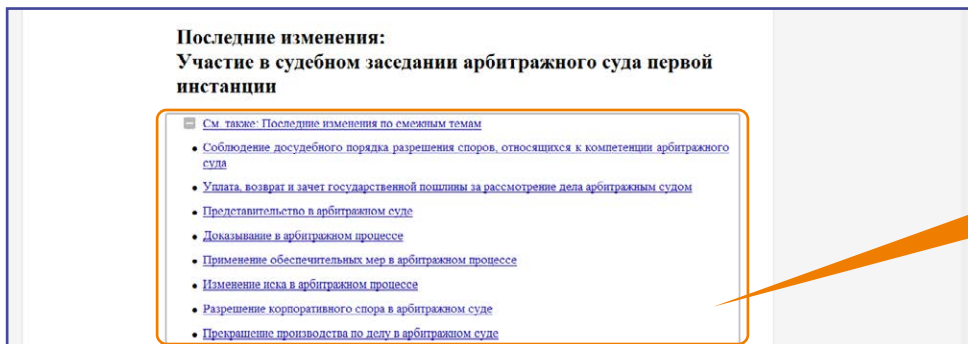 Последние изменения:
Участие в судебном заседании арбитражного суда первой
инстанции
См. также: Последние изменения по смежным темам
• Соблюдение досудебного порядка разрешения споров, относящихся к компетенции арбитражного
суда
• Уплата, возврат и зачет государственной пошлины за рассмотрение дела арбитражным судом
• Представительство в арбитражном суде
• Доказывание в арбитражном процессе
• Применение обеспечительных мер в арбитражном процессе
• Изменение иска в арбитражном процессе
• Разрешение корпоративного спора в арбитражном суде
• Прекращение производства по делу в арбитражном суде